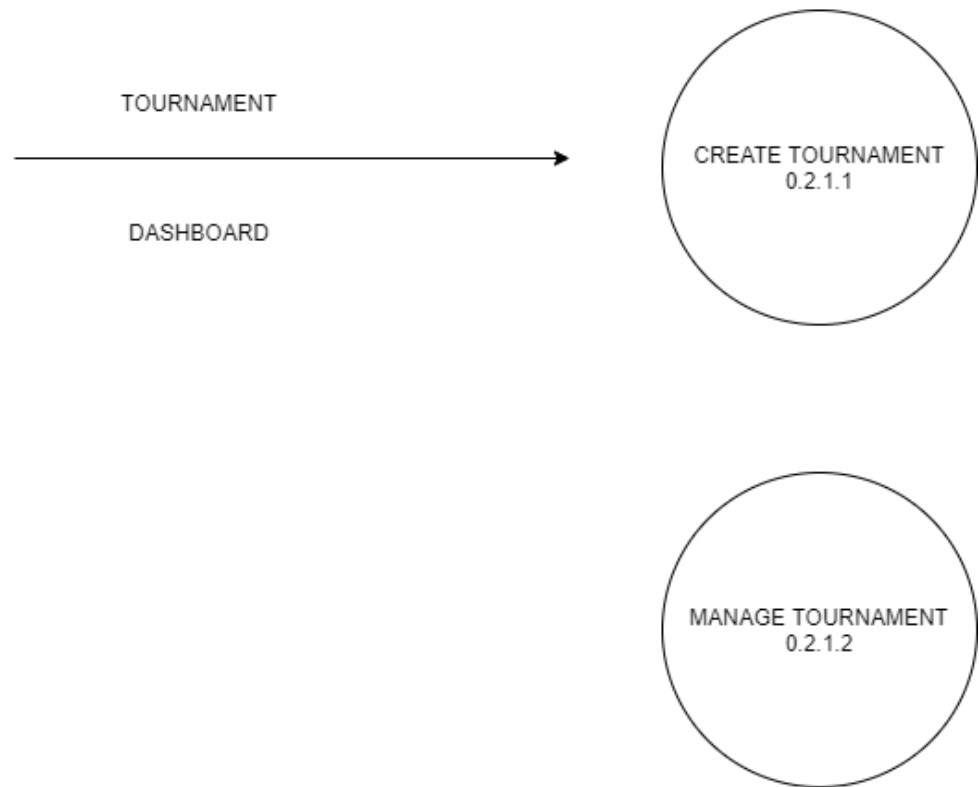 TOURNAMENT
DASHBOARD
CREATE TOURNAMENT
0.2.1.1
MANAGE TOURNAMENT
0.2.1.2